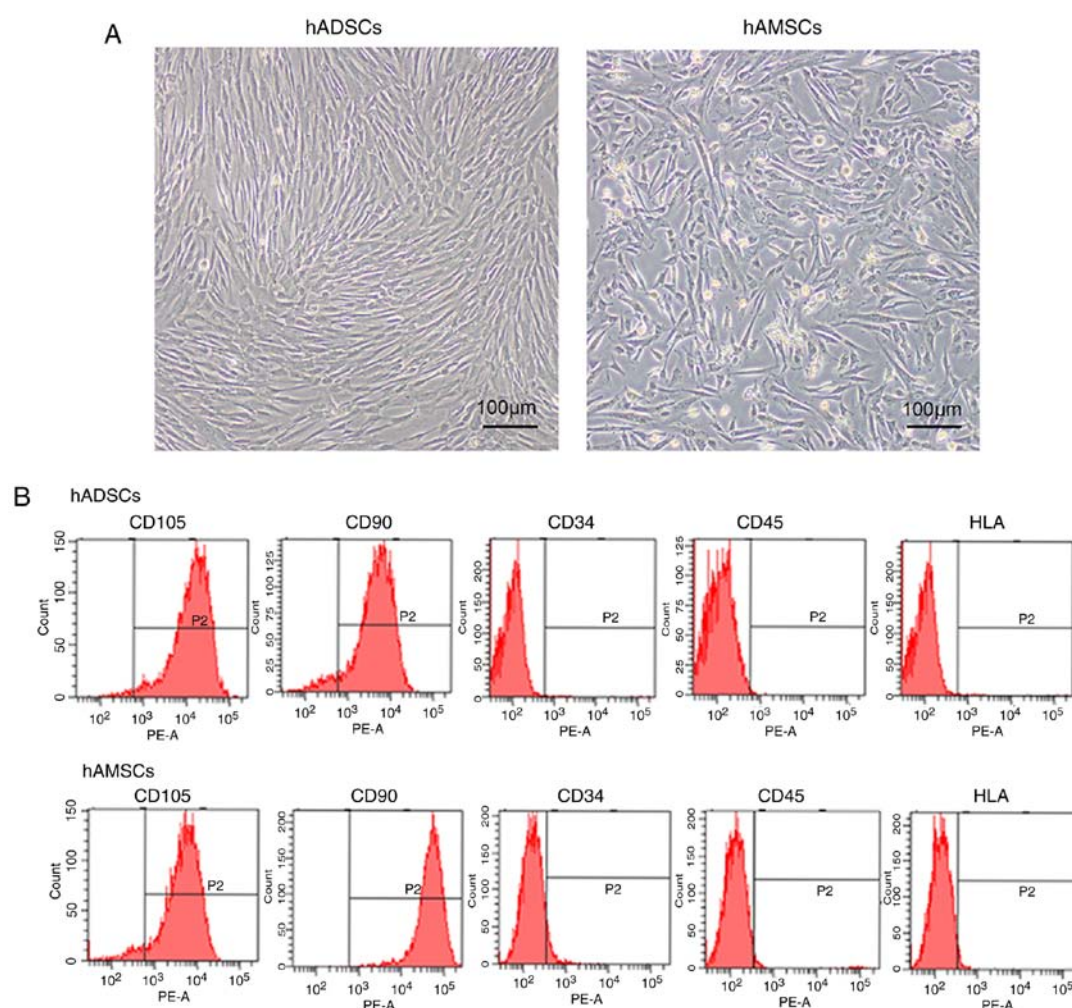 A
hADSCs
hAMSCs
100µm
100µm
B
hADSCs
CD105
CD90
CD34
CD45
HLA
Count
150
100
50
0
P2
10² 10³ 10⁴ 10⁵
PE-A
Count
125
100
75
50
25
0
P2
10² 10³ 10⁴ 10⁵
PE-A
Count
200
150
100
50
0
P2
10² 10³ 10⁴ 10⁵
PE-A
Count
125
100
75
50
25
0
P2
10² 10³ 10⁴ 10⁵
PE-A
Count
200
150
100
50
0
P2
10² 10³ 10⁴ 10⁵
PE-A
hAMSCs
CD105
CD90
CD34
CD45
HLA
Count
150
100
50
0
P2
10² 10³ 10⁴ 10⁵
PE-A
Count
200
150
100
50
0
P2
10² 10³ 10⁴ 10⁵
PE-A
Count
200
150
100
50
0
P2
10² 10³ 10⁴ 10⁵
PE-A
Count
200
150
100
50
0
P2
10² 10³ 10⁴ 10⁵
PE-A
Count
200
150
100
50
0
P2
10² 10³ 10⁴ 10⁵
PE-A